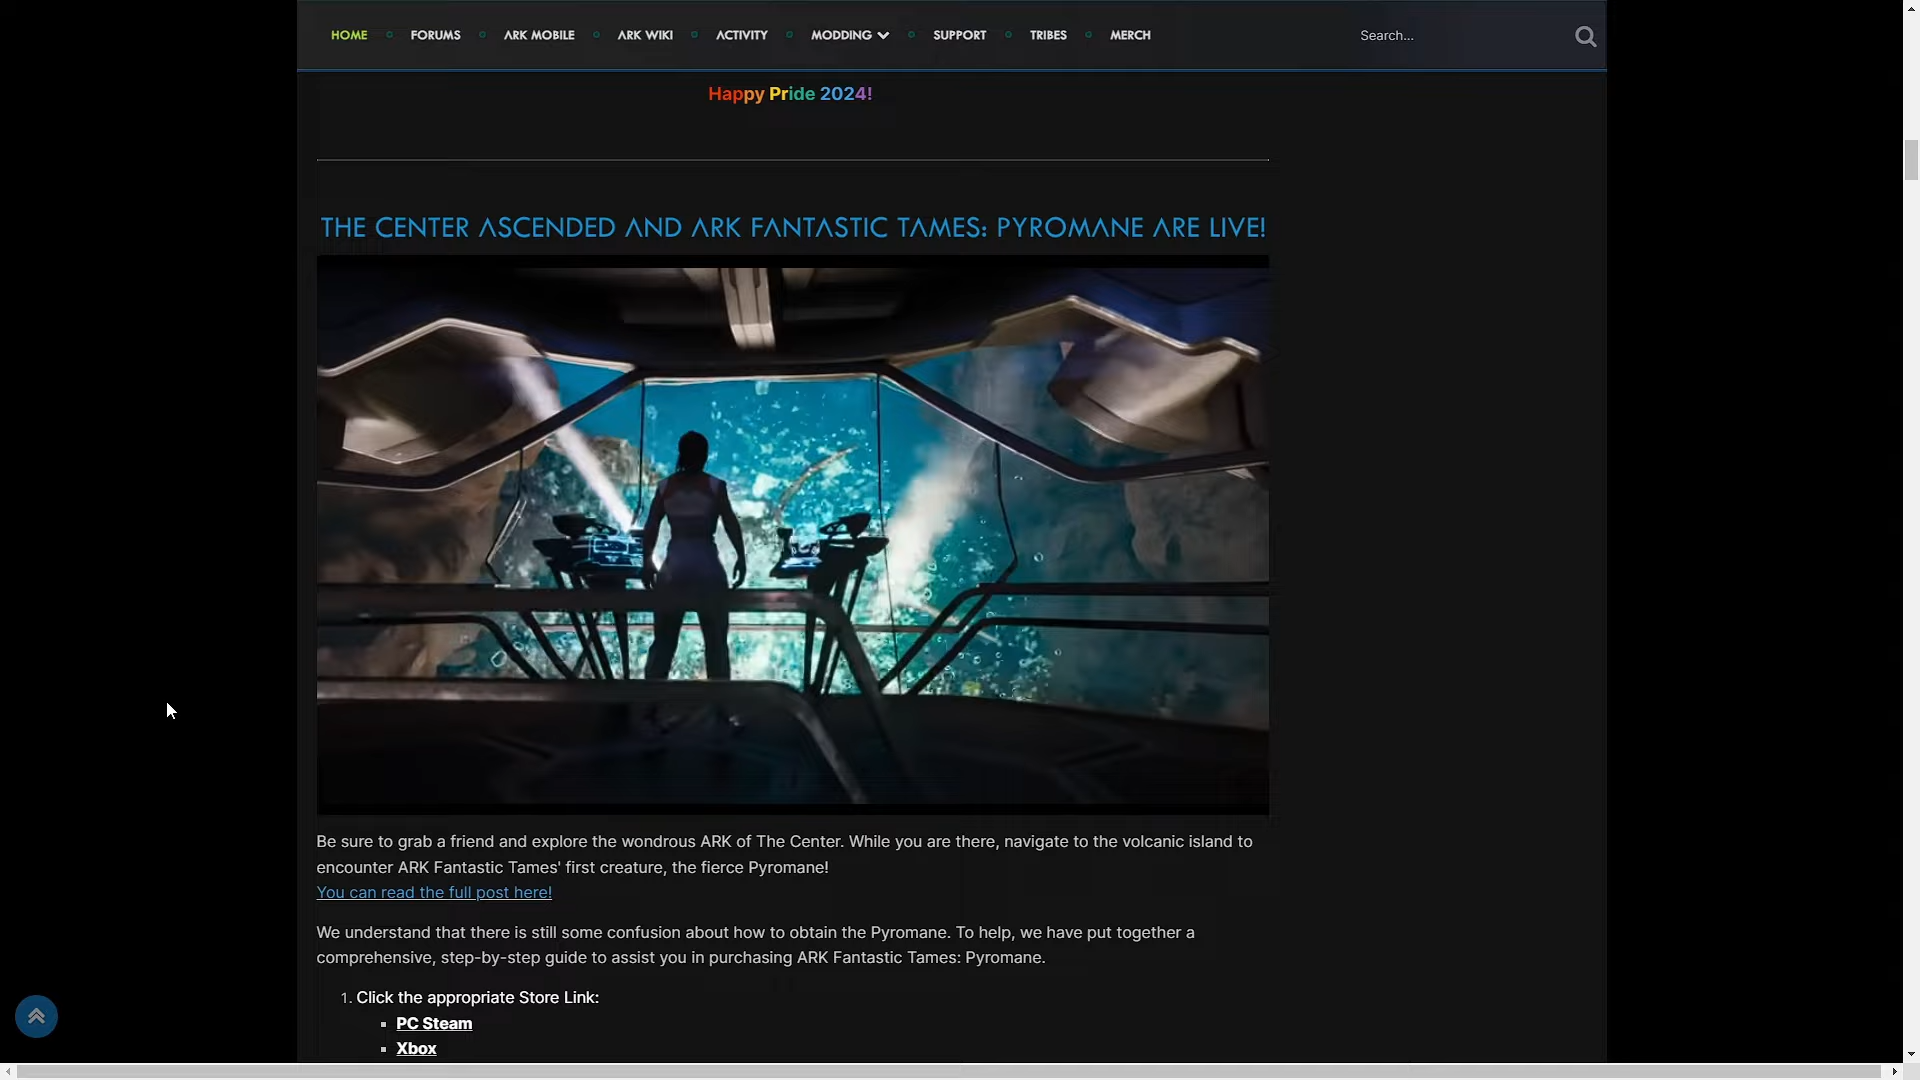 HOME FORUMS ARK MOBILE ARK WIKI ACTIVITY MODDING SUPPORT TRIBES MERCH Search...
Happy Pride 2024!
THE CENTER ASCENDED AND ARK FANTASTIC TAMES: PYROMANE ARE LIVE!
Be sure to grab a friend and explore the wondrous ARK of The Center. While you are there, navigate to the volcanic island to
encounter ARK Fantastic Tames' first creature, the fierce Pyromane!
You can read the full post here!
We understand that there is still some confusion about how to obtain the Pyromane. To help, we have put together a
comprehensive, step-by-step guide to assist you in purchasing ARK Fantastic Tames: Pyromane.
1. Click the appropriate Store Link:
PC Steam
Xbox